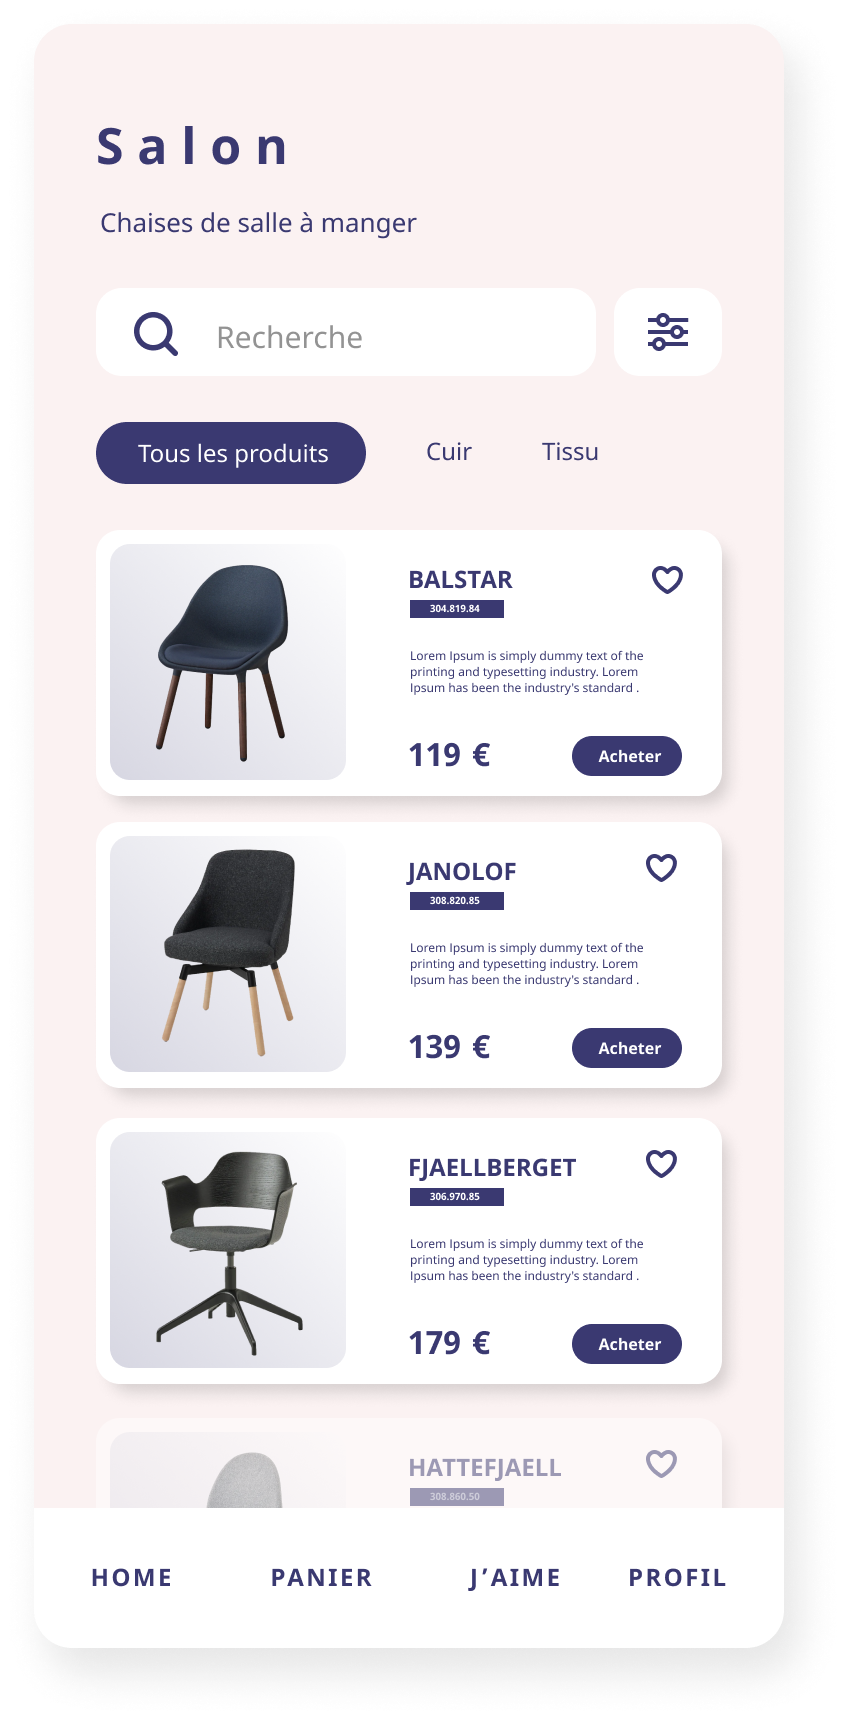 Salon
Chaises de salle à manger
Recherche
Tous les produits
Cuir
Tissu
BALSTAR
304.819.84
Lorem Ipsum is simply dummy text of the
printing and typesetting industry. Lorem
Ipsum has been the industry's standard .
119 €
Acheter
JANOLOF
308.820.85
Lorem Ipsum is simply dummy text of the
printing and typesetting industry. Lorem
Ipsum has been the industry's standard .
139 €
Acheter
FJAELLBERGET
306.970.85
Lorem Ipsum is simply dummy text of the
printing and typesetting industry. Lorem
Ipsum has been the industry's standard .
179 €
Acheter
HATTEFJAELL
308.860.50
HOME
PANIER
J’AIME
PROFIL